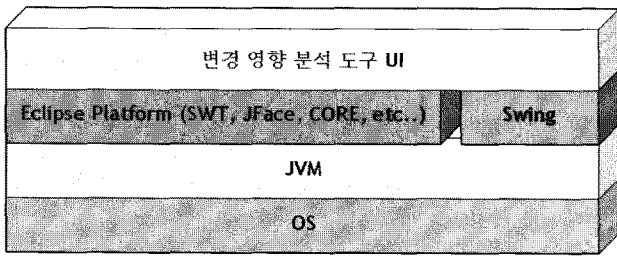 변경 영향 분석 도구 UI
Eclipse Platform (SWT, JFace, CORE, etc..)
Swing
JVM
OS